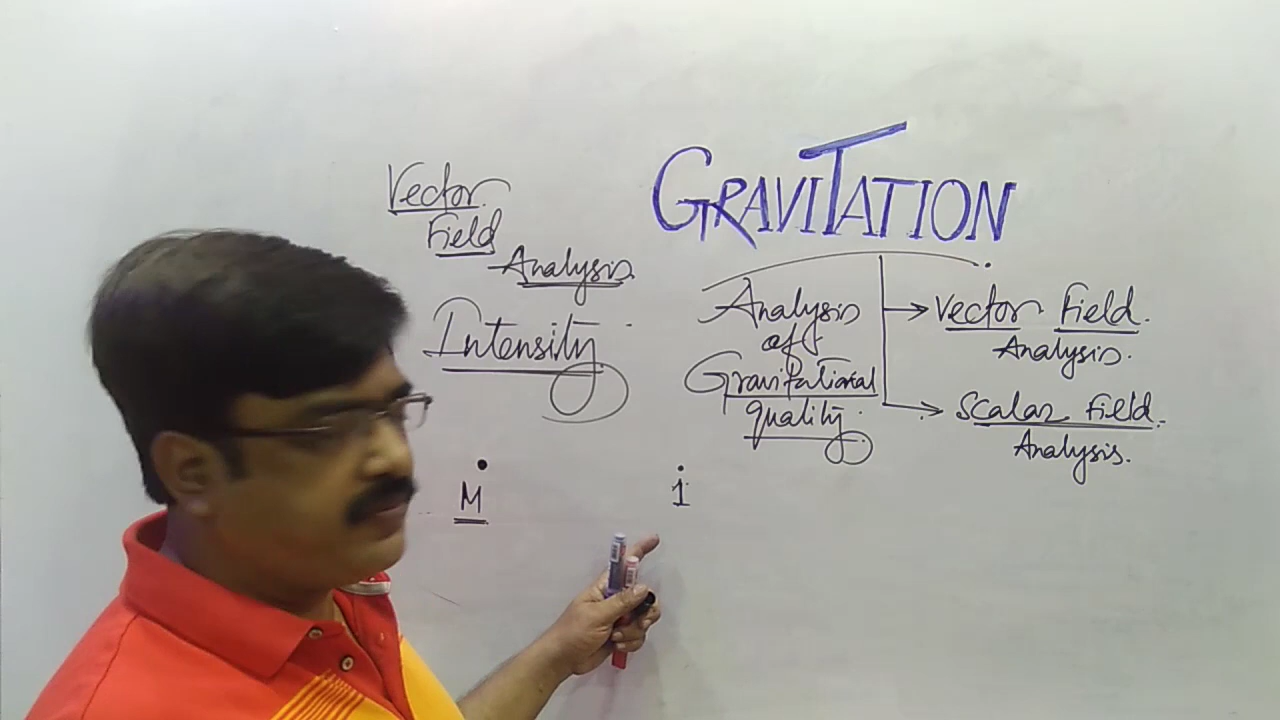 GRAVITATION
Vector
Field
Analysis.
Intensity
M
1
Analysis
of
Gravitational
quality.
Vector Field.
Analysis.
Scalar Field.
Analysis.